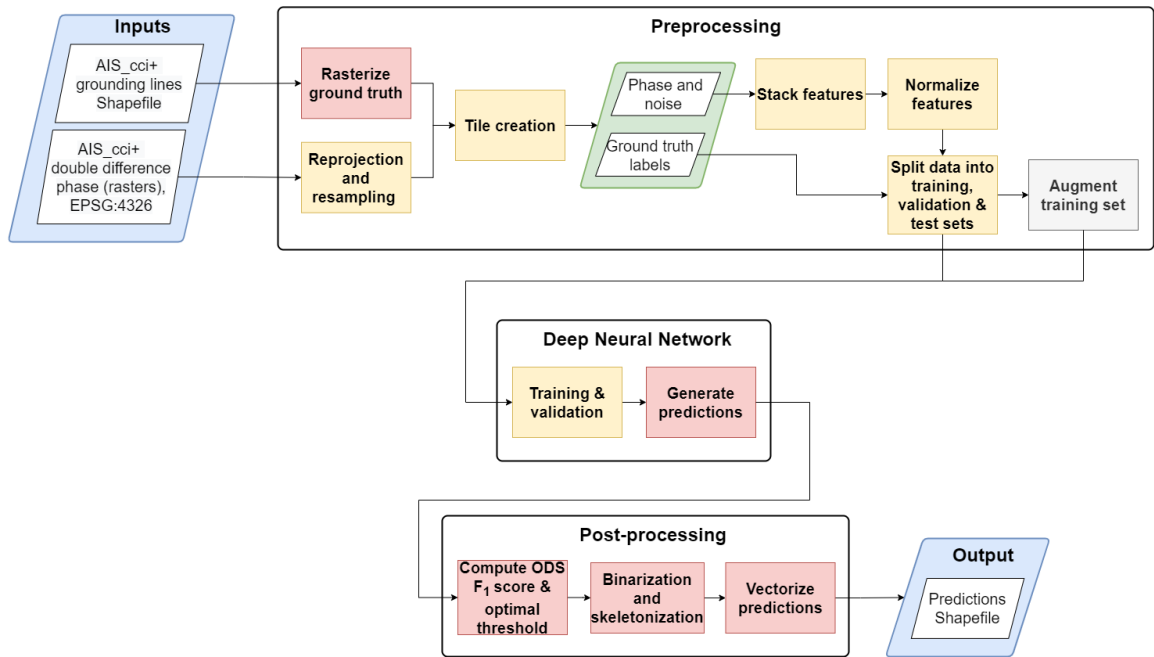 Inputs
AIS_cci+
grounding lines
Shapefile
AIS_cci+
double difference
phase (rasters),
EPSG:4326
Preprocessing
Rasterize
ground truth
Reprojection
and
resampling
Tile creation
Phase and
noise
Ground truth
labels
Stack features
Normalize
features
Split data into
training,
validation &
test sets
Augment
training set
Deep Neural Network
Training &
validation
Generate
predictions
Post-processing
Compute ODS
F₁ score &
optimal
threshold
Binarization
and
skeletonization
Vectorize
predictions
Output
Predictions
Shapefile